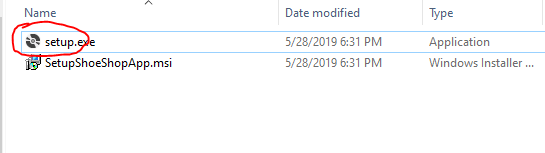 Name Date modified Type
setup.exe 5/28/2019 6:31 PM Application
SetupShoeShopApp.msi 5/28/2019 6:31 PM Windows Installer ...